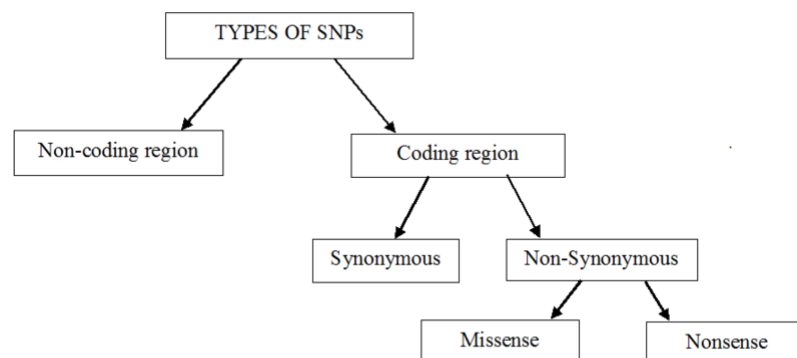 TYPES OF SNPs
Non-coding region
Coding region
Synonymous
Non-Synonymous
Missense
Nonsense